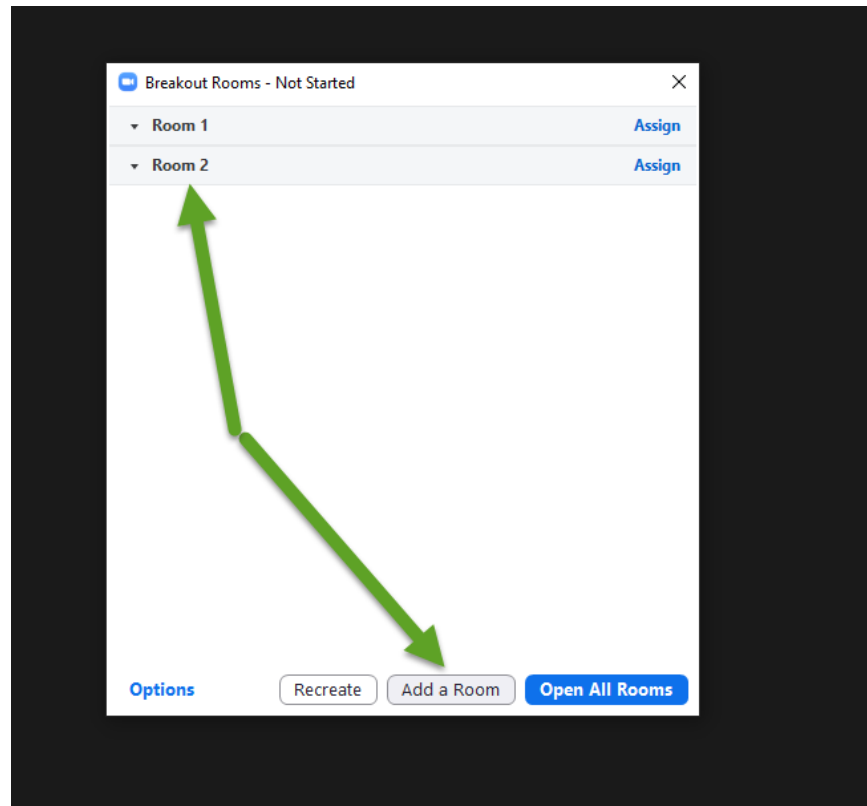 Breakout Rooms - Not Started
Room 1 Assign
Room 2 Assign
Options Recreate Add a Room Open All Rooms